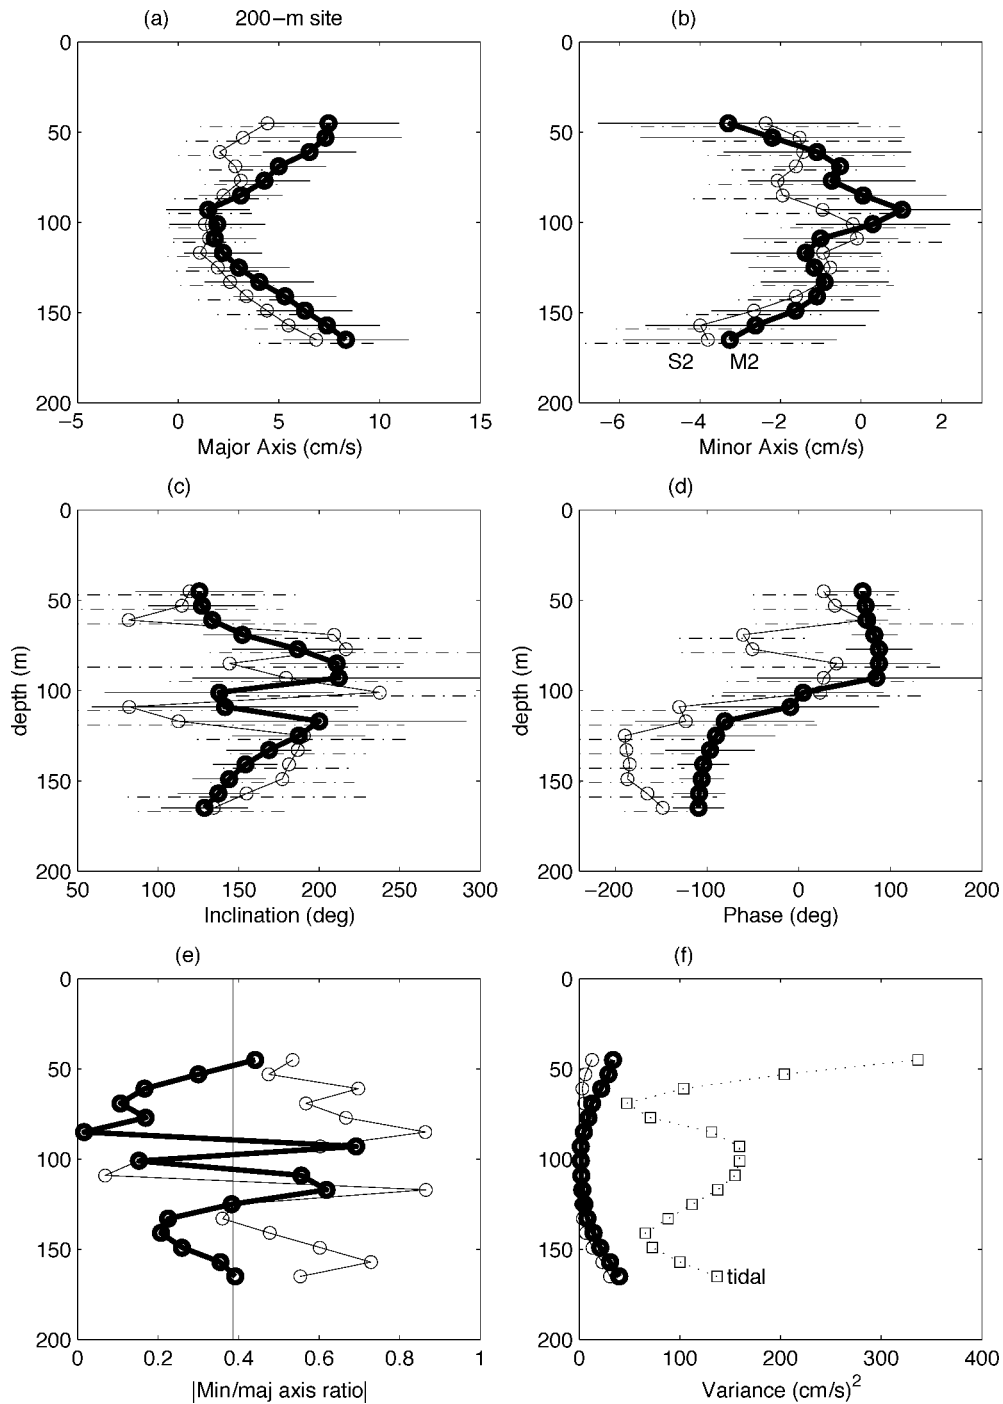 (a) 200−m site
(b)
0
50
100
150
200
−5 0 5 10 15
Major Axis (cm/s)
0
50
100
150
200
S2 M2
−6 −4 −2 0 2
Minor Axis (cm/s)
(c)
(d)
depth (m)
0
50
100
150
200
50 100 150 200 250 300
Inclination (deg)
depth (m)
0
50
100
150
200
−200 −100 0 100 200
Phase (deg)
(e)
(f)
0
50
100
150
200
0 0.2 0.4 0.6 0.8 1
|Min/maj axis ratio|
0
50
100
150
200
tidal
0 100 200 300 400
Variance (cm/s)²